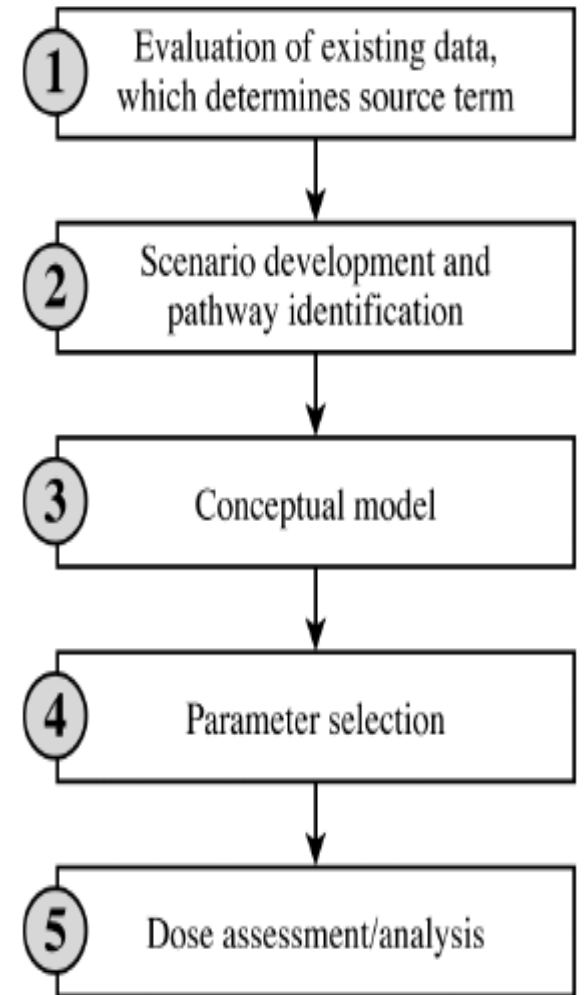 1
Evaluation of existing data,
which determines source term
2
Scenario development and
pathway identification
3
Conceptual model
4
Parameter selection
5
Dose assessment/analysis